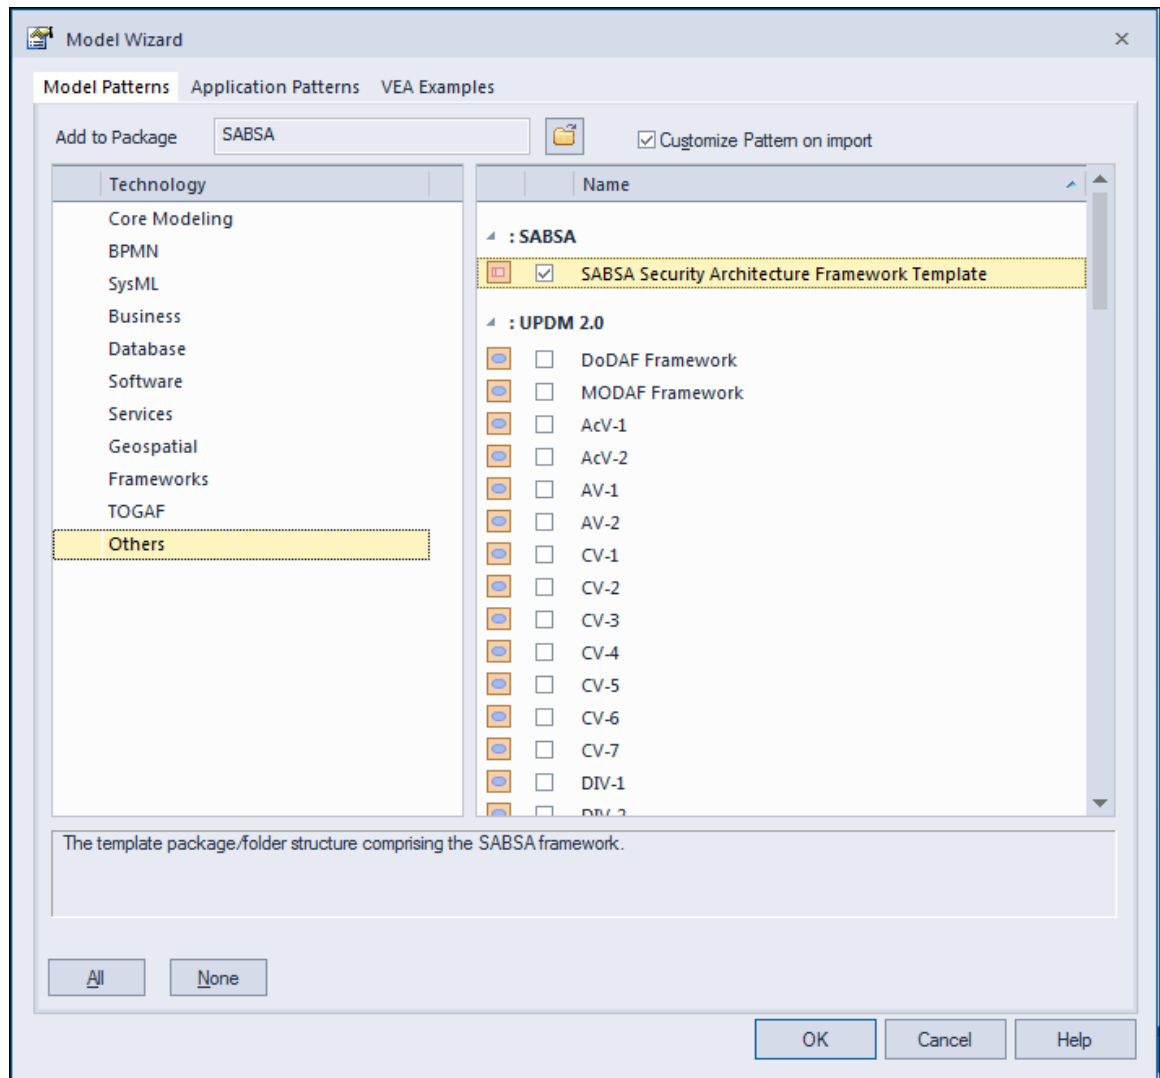 Model Wizard
Model Patterns Application Patterns VEA Examples
Add to Package SABSA Customize Pattern on import
Technology
Core Modeling
BPMN
SysML
Business
Database
Software
Services
Geospatial
Frameworks
TOGAF
Others
Name
: SABSA
SABSA Security Architecture Framework Template
: UPDM 2.0
DoDAF Framework
MODAF Framework
AcV-1
AcV-2
AV-1
AV-2
CV-1
CV-2
CV-3
CV-4
CV-5
CV-6
CV-7
DIV-1
DIV-2
The template package/folder structure comprising the SABSA framework.
All None
OK Cancel Help